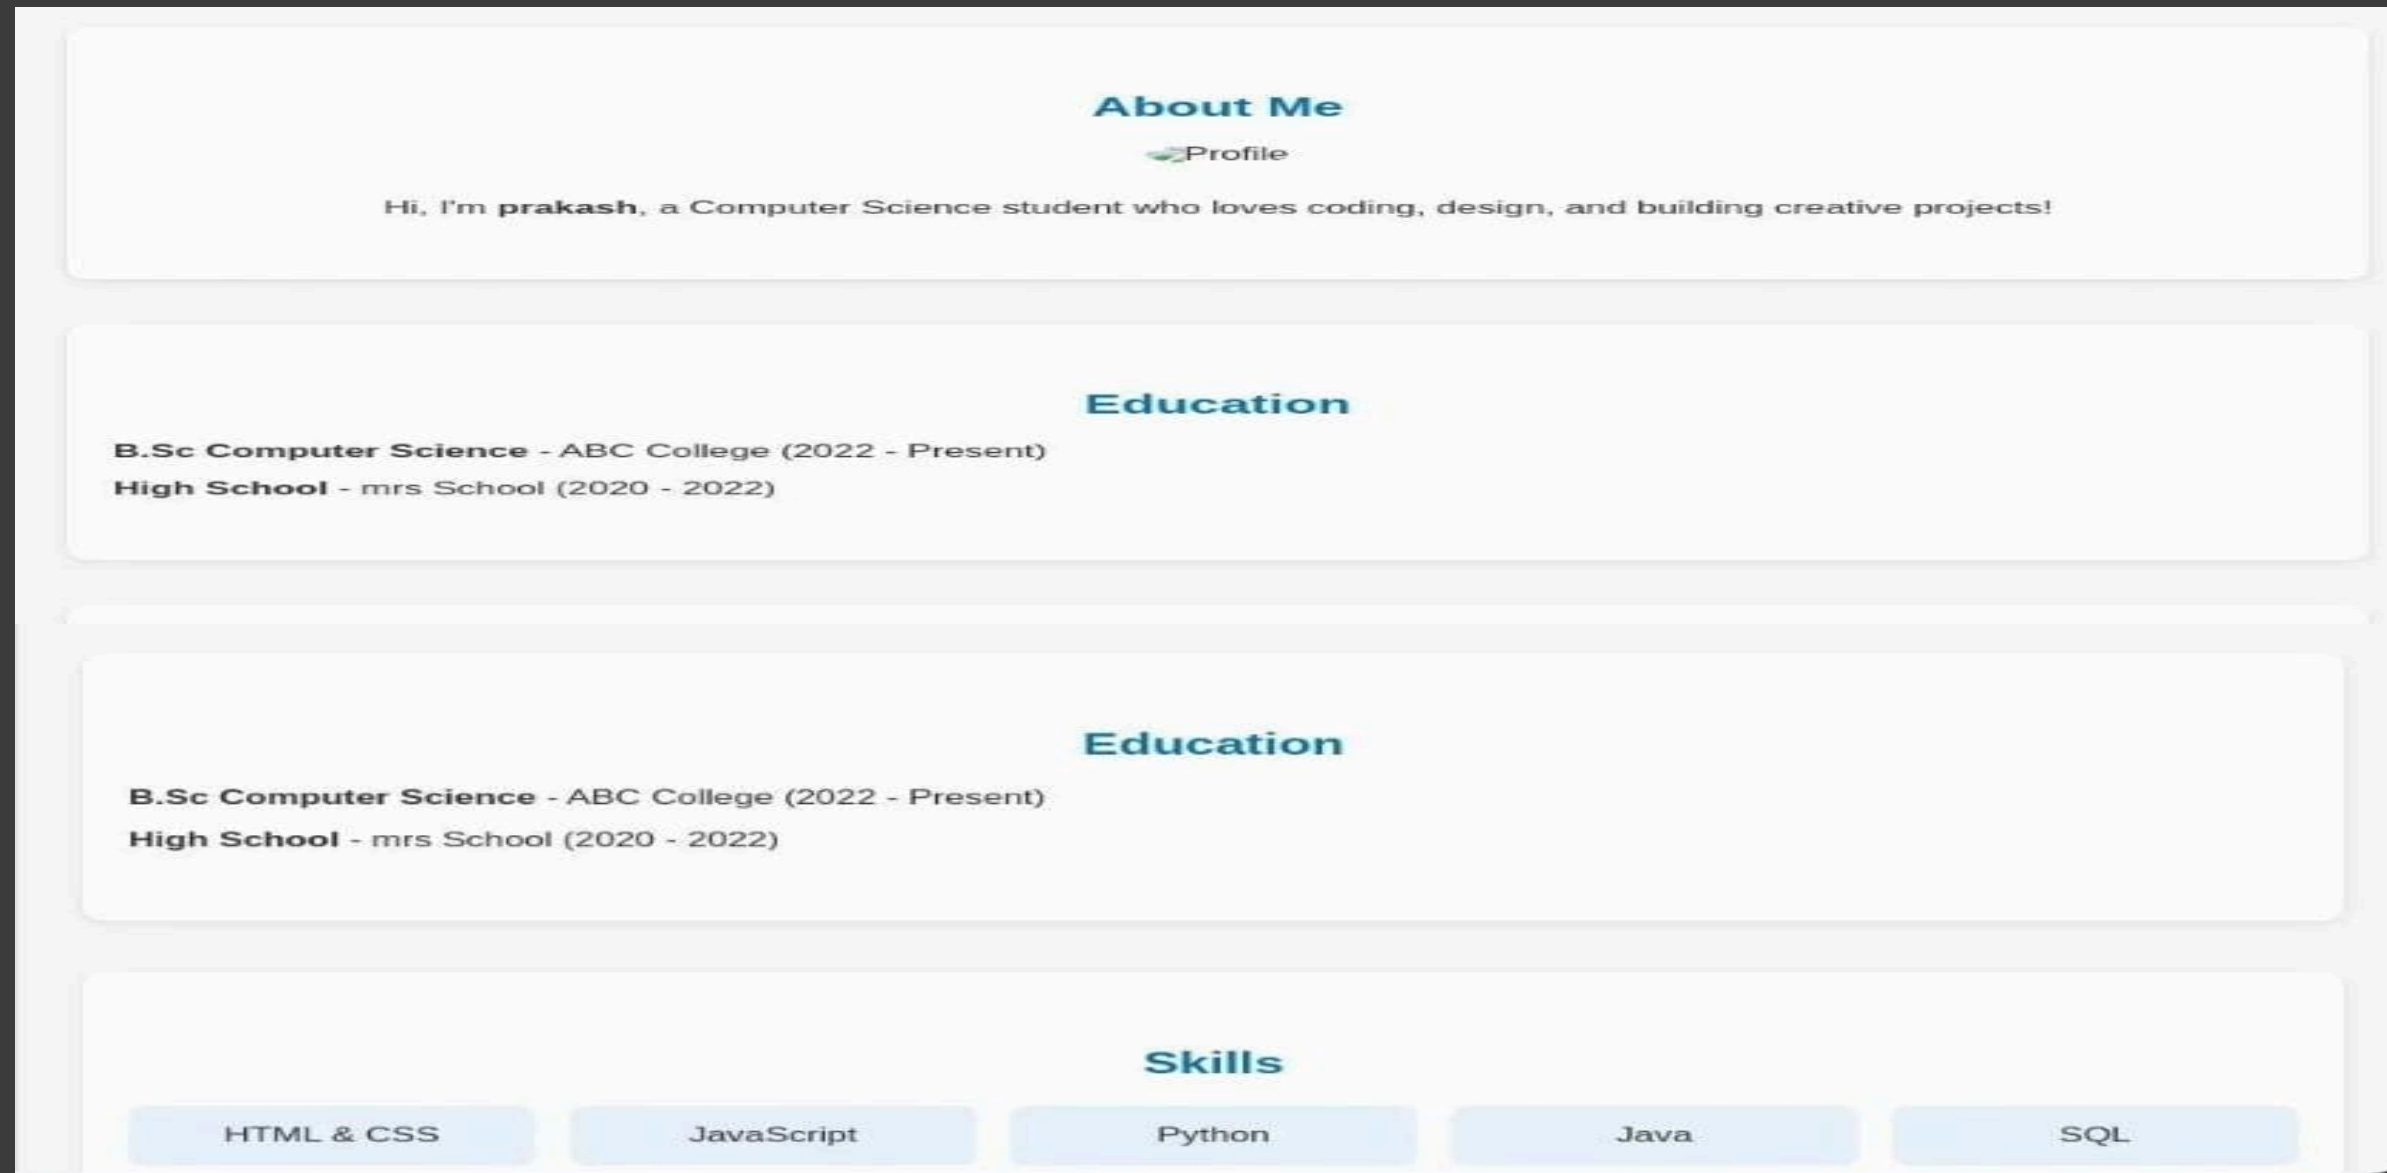 About Me
Profile
Hi, I'm prakash, a Computer Science student who loves coding, design, and building creative projects!
Education
B.Sc Computer Science - ABC College (2022 - Present)
High School - mrs School (2020 - 2022)
Education
B.Sc Computer Science - ABC College (2022 - Present)
High School - mrs School (2020 - 2022)
Skills
HTML & CSS JavaScript Python Java SQL